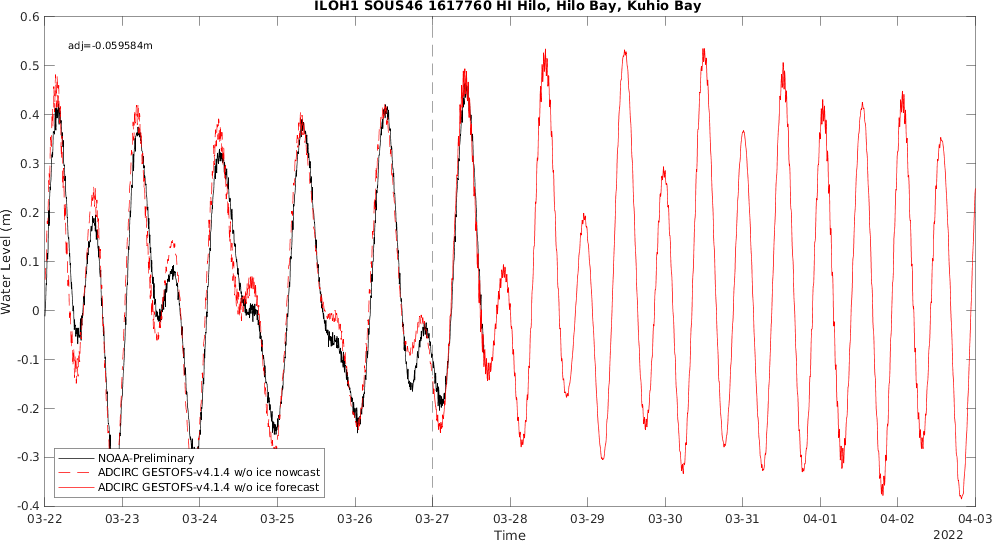 ILOH1 SOUS46 1617760 HI Hilo, Hilo Bay, Kuhio Bay
adj=-0.059584m
0.6
0.5
0.4
0.3
0.2
0.1
0
-0.1
-0.2
-0.3
-0.4
Water Level (m)
NOAA-Preliminary
ADCIRC GESTOFS-v4.1.4 w/o ice nowcast
ADCIRC GESTOFS-v4.1.4 w/o ice forecast
03-22 03-23 03-24 03-25 03-26 03-27 03-28 03-29 03-30 03-31 04-01 04-02 04-03
Time
2022